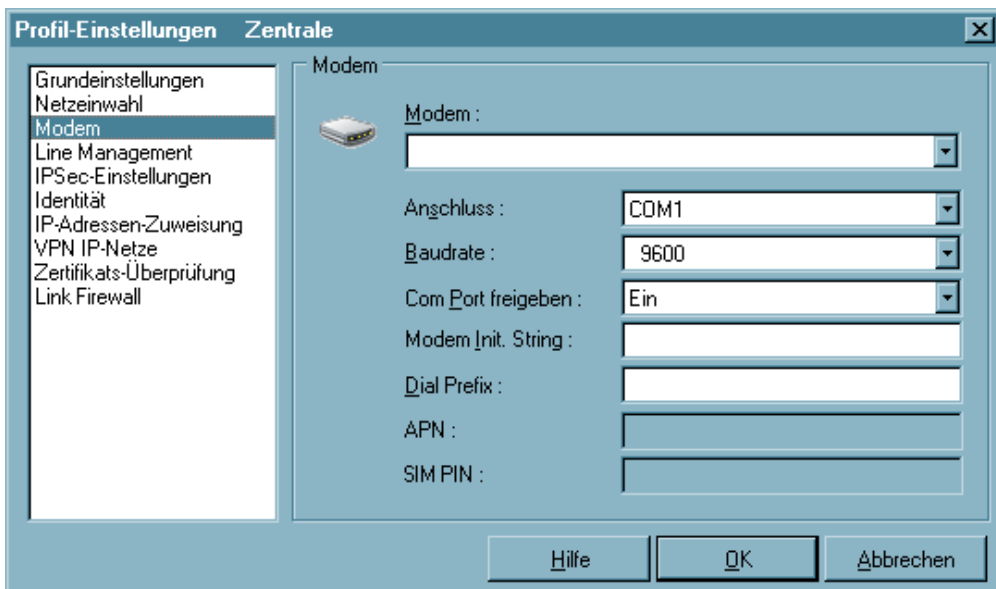 Profil-Einstellungen Zentrale
Grundeinstellungen
Netzeinwahl
Modem
Line Management
IPSec-Einstellungen
Identität
IP-Adressen-Zuweisung
VPN IP-Netze
Zertifikats-Überprüfung
Link Firewall
Modem
Modem :
Anschluss : COM1
Baudrate : 9600
Com Port freigeben : Ein
Modem Init. String :
Dial Prefix :
APN :
SIM PIN :
Hilfe OK Abbrechen